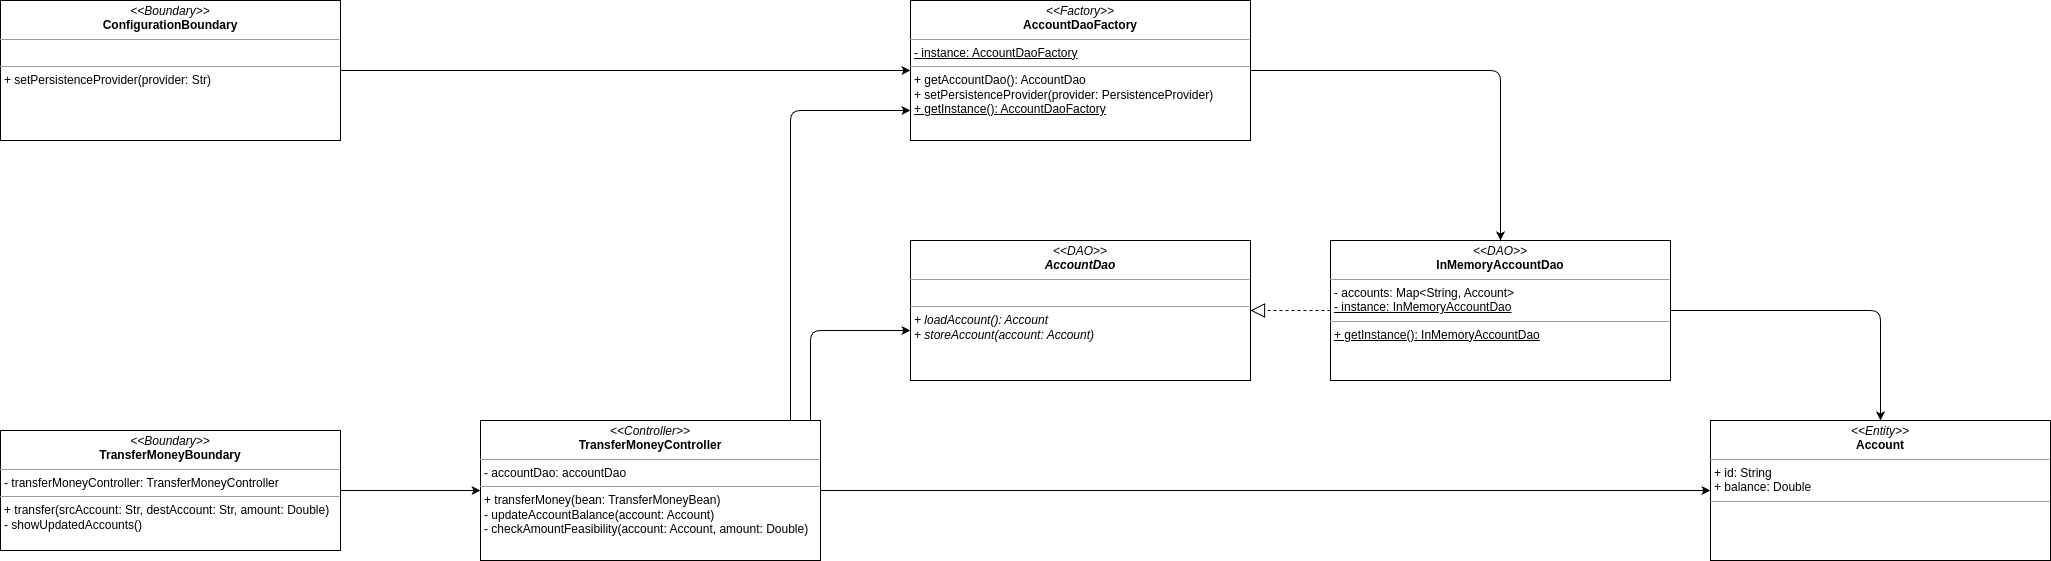 <<Boundary>>
ConfigurationBoundary
+ setPersistenceProvider(provider: Str)
<<Factory>>
AccountDaoFactory
- instance: AccountDaoFactory
+ getAccountDao(): AccountDao
+ setPersistenceProvider(provider: PersistenceProvider)
+ getInstance(): AccountDaoFactory
<<DAO>>
AccountDao
+ loadAccount(): Account
+ storeAccount(account: Account)
<<DAO>>
InMemoryAccountDao
- accounts: Map<String, Account>
- instance: InMemoryAccountDao
+ getInstance(): InMemoryAccountDao
<<Boundary>>
TransferMoneyBoundary
- transferMoneyController: TransferMoneyController
+ transfer(srcAccount: Str, destAccount: Str, amount: Double)
- showUpdatedAccounts()
<<Controller>>
TransferMoneyController
- accountDao: accountDao
+ transferMoney(bean: TransferMoneyBean)
- updateAccountBalance(account: Account)
- checkAmountFeasibility(account: Account, amount: Double)
<<Entity>>
Account
+ id: String
+ balance: Double